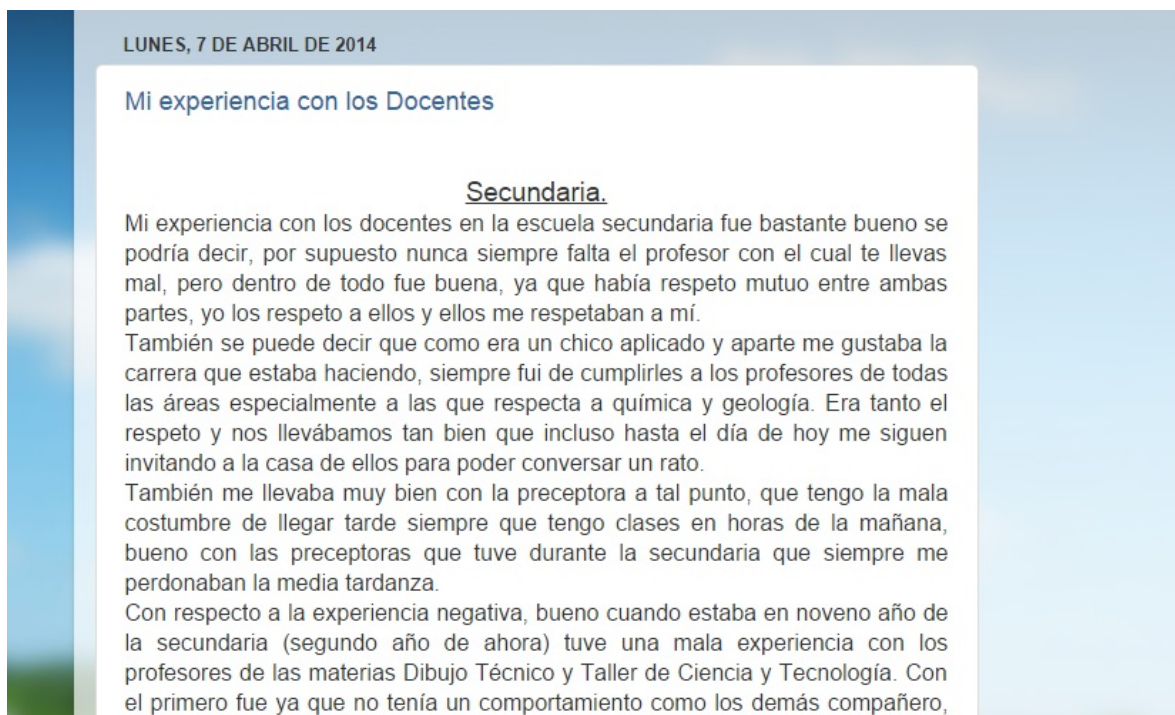 LUNES, 7 DE ABRIL DE 2014
Mi experiencia con los Docentes
Secundaria.
Mi experiencia con los docentes en la escuela secundaria fue bastante bueno se
podría decir, por supuesto nunca siempre falta el profesor con el cual te llevas
mal, pero dentro de todo fue buena, ya que había respeto mutuo entre ambas
partes, yo los respeto a ellos y ellos me respetaban a mí.
También se puede decir que como era un chico aplicado y aparte me gustaba la
carrera que estaba haciendo, siempre fui de cumplirles a los profesores de todas
las áreas especialmente a las que respecta a química y geología. Era tanto el
respeto y nos llevábamos tan bien que incluso hasta el día de hoy me siguen
invitando a la casa de ellos para poder conversar un rato.
También me llevaba muy bien con la preceptora a tal punto, que tengo la mala
costumbre de llegar tarde siempre que tengo clases en horas de la mañana,
bueno con las preceptoras que tuve durante la secundaria que siempre me
perdonaban la media tardanza.
Con respecto a la experiencia negativa, bueno cuando estaba en noveno año de
la secundaria (segundo año de ahora) tuve una mala experiencia con los
profesores de las materias Dibujo Técnico y Taller de Ciencia y Tecnología. Con
el primero fue ya que no tenía un comportamiento como los demás compañero,